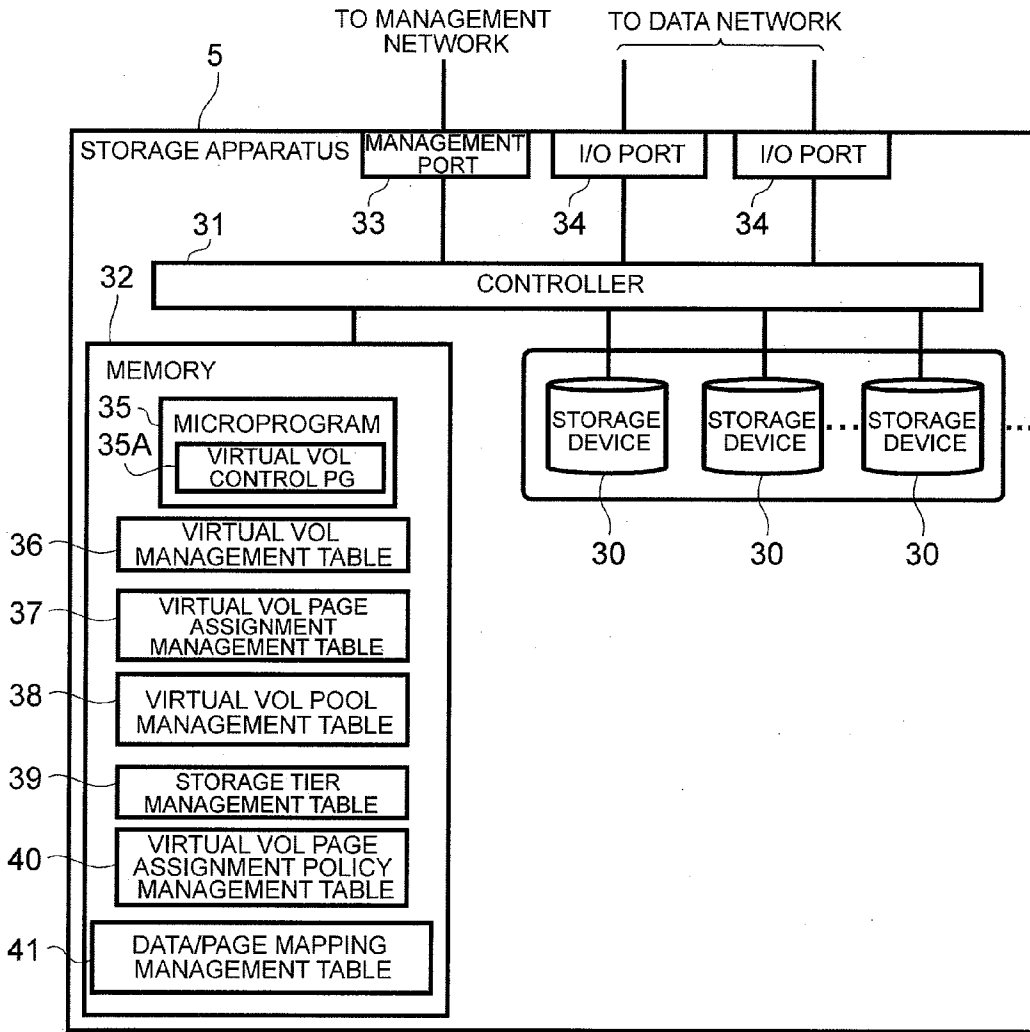 TO MANAGEMENT
NETWORK
TO DATA NETWORK
5
STORAGE APPARATUS
MANAGEMENT
PORT
I/O PORT
I/O PORT
33
34
34
31
CONTROLLER
32
MEMORY
35
MICROPROGRAM
35A
VIRTUAL VOL
CONTROL PG
STORAGE
DEVICE
STORAGE
DEVICE
...
STORAGE
DEVICE
...
30
30
30
36
VIRTUAL VOL
MANAGEMENT TABLE
37
VIRTUAL VOL PAGE
ASSIGNMENT
MANAGEMENT TABLE
38
VIRTUAL VOL POOL
MANAGEMENT TABLE
39
STORAGE TIER
MANAGEMENT TABLE
40
VIRTUAL VOL PAGE
ASSIGNMENT POLICY
MANAGEMENT TABLE
41
DATA/PAGE MAPPING
MANAGEMENT TABLE